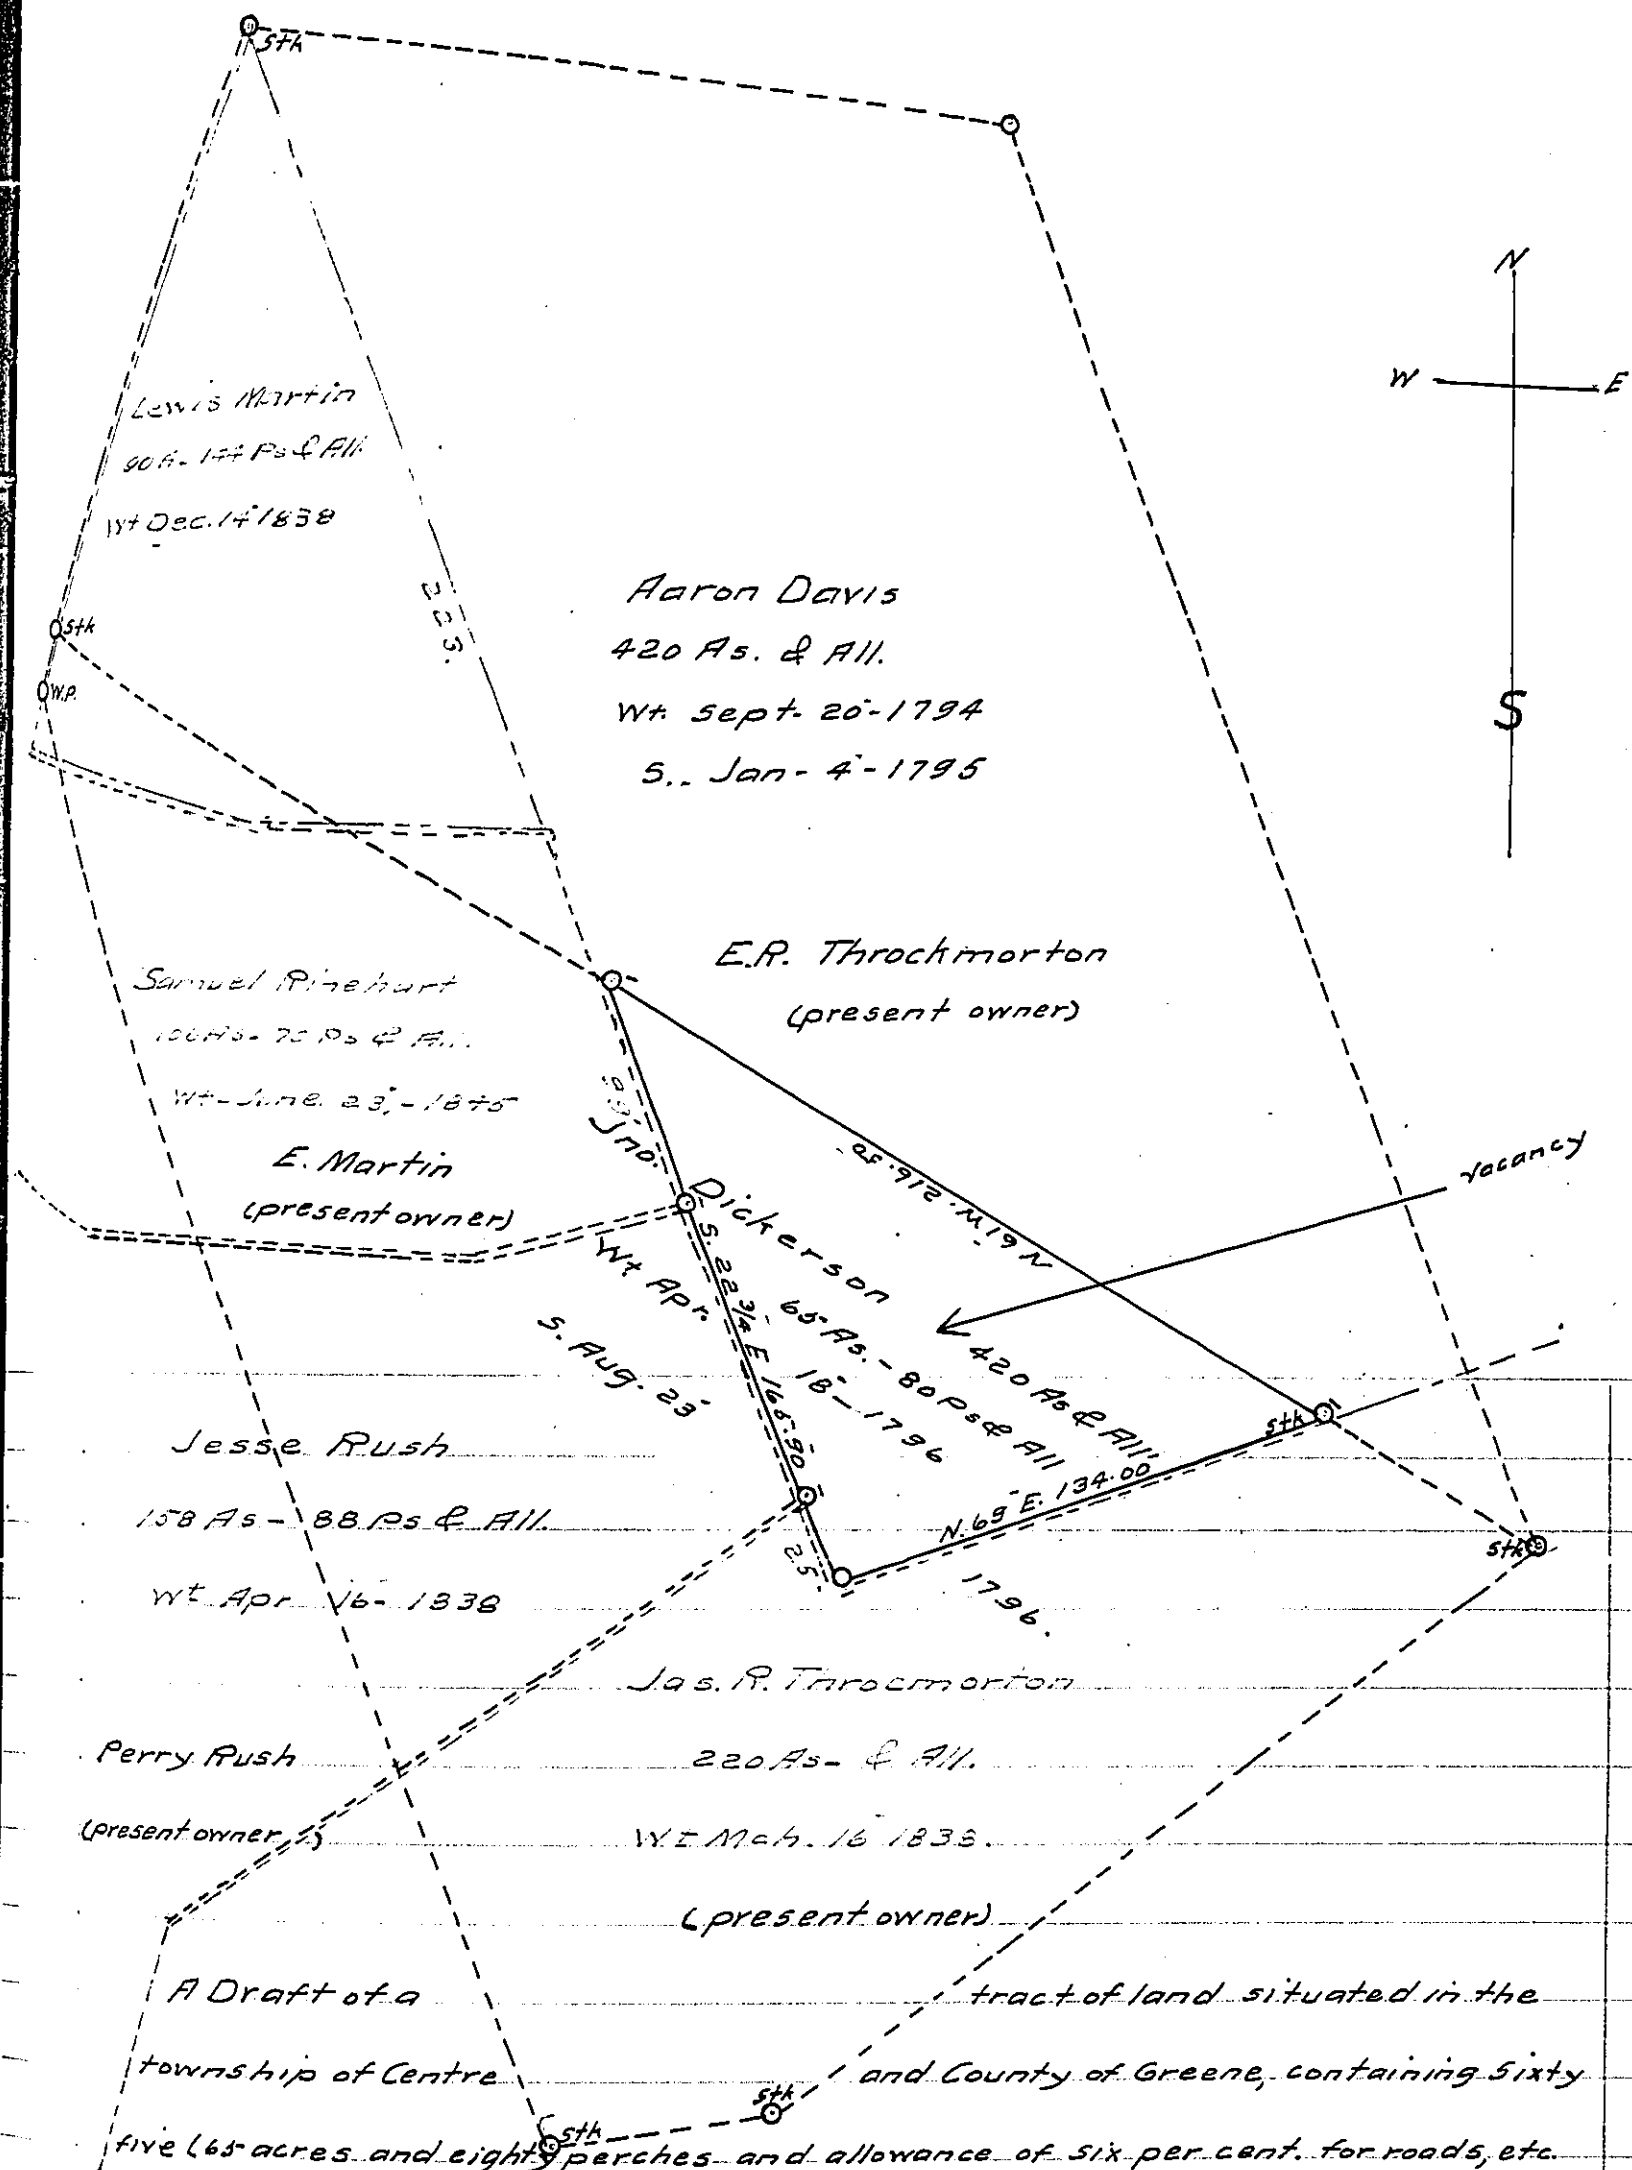 Stk
N
W E
S
Lewis Martin
90 A. - 144 Ps & All.
Wt Dec. 14 1838
Stk
W.P.
223.
Aaron Davis
420 As. & All.
Wt. Sept. 20 - 1794
S.. Jan - 4 - 1795
E.R. Throckmorton
(present owner)
Samuel Rinehart
Wt - June 23, - 1845
E. Martin
(present owner)
Jno. Dickerson
420 As & All
65 As. - 80 Ps & All
Wt Apr. 18 - 1796
S. Aug. 23 1796.
N 61 W. 216.
S. 22 3/4 E 165.90
vacancy
stk
N. 69 E. 134.00
25.
stk
Jesse Rush
158 As - 88 Ps & All.
Wt Apr 16 - 1838
Perry Rush
(present owner)
Jas. R. Throcmorton
220 As - & All.
Wt Mch. 16 1838.
(present owner)
A Draft of a tract of land situated in the
township of Centre and County of Greene, containing Sixty
stk
stk
five (65 acres and eighty perches and allowance of six per cent. for roads, etc.